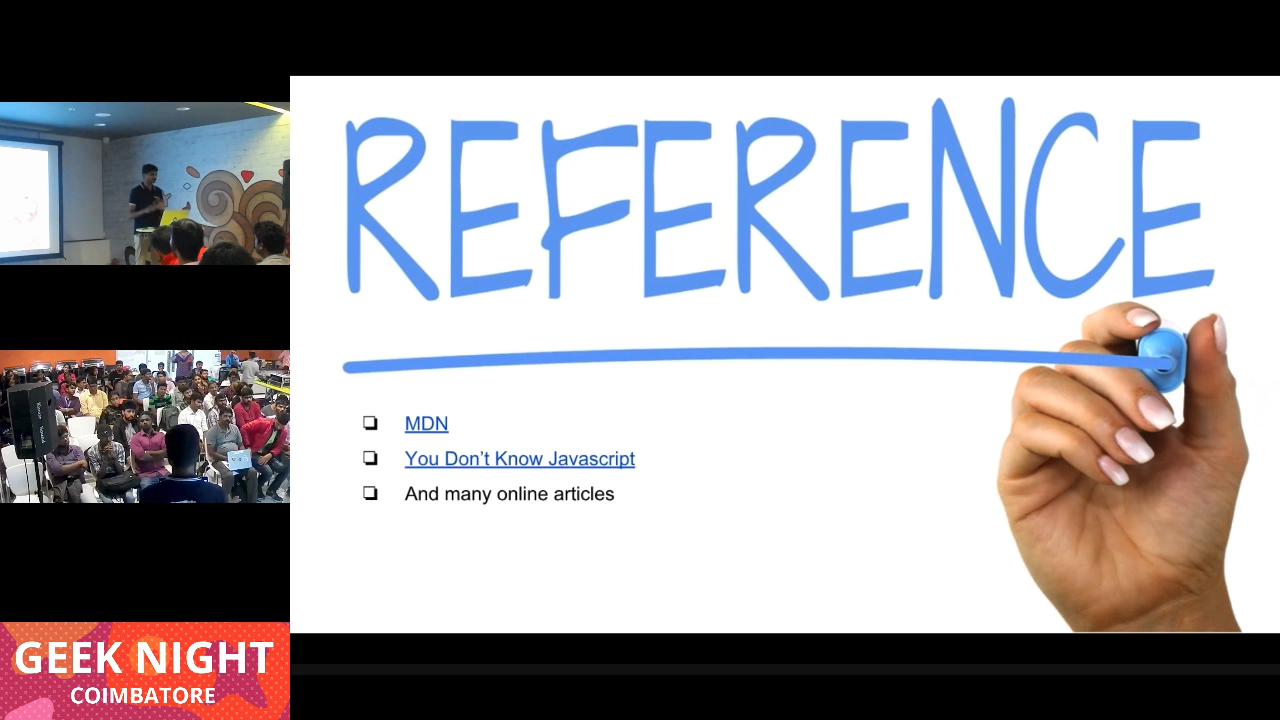 REFERENCE
MDN
You Don’t Know Javascript
And many online articles
GEEK NIGHT
COIMBATORE